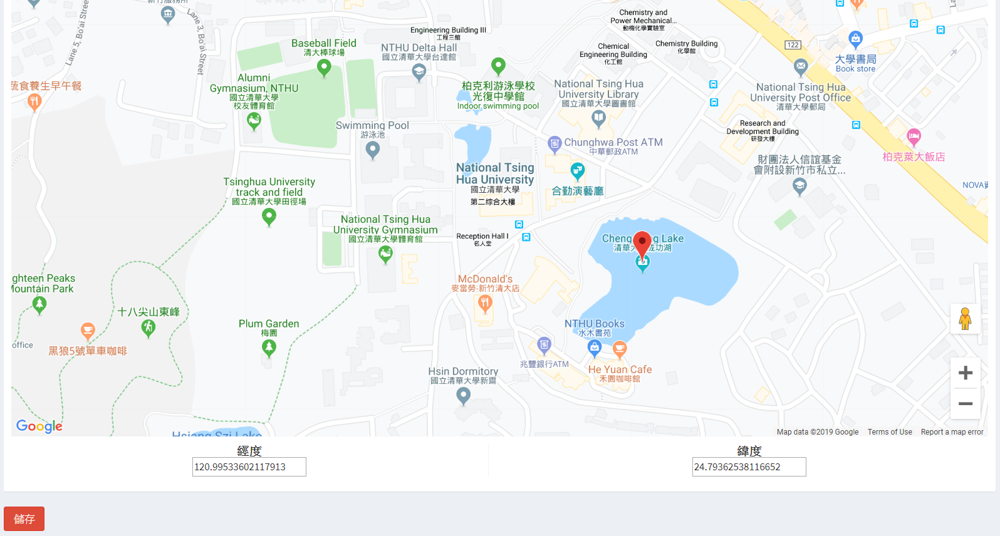 新竹服務所
Lane 5, Bo'ai Street
Lane 3, Bo'ai Street
Chemistry and
Power Mechanical...
動機化學實驗室
Engineering Building III
工程三館
Baseball Field
清大棒球場
NTHU Delta Hall
國立清華大學台達館
Chemical
Engineering Building
化工館
Chemistry Building
化學館
122
大學書局
Book store
蔬食養生早午餐
Alumni
Gymnasium, NTHU
國立清華大學
校友體育館
柏克利游泳學校
光復中學館
Indoor swimming pool
National Tsing Hua
University Library
國立清華大學圖書館
National Tsing Hua
University Post Office
清華大學郵局
Swimming Pool
游泳池
Research and
Development Building
研發大樓
Chunghwa Post ATM
中華郵政ATM
柏克萊大飯店
財團法人信誼基金
會附設新竹市私立...
National Tsing
Hua University
國立清華大學
第二综合大樓
合勤演藝廳
NOVA資
Tsinghua University
track and field
國立清華大學田徑場
National Tsing Hua
University Gymnasium
國立清華大學體育館
Reception Hall I
名人堂
Chenq g Lake
清華大 成功湖
ghteen Peaks
Mountain Park
McDonald's
麥當勞-新竹清大店
十八尖山東峰
Plum Garden
梅園
NTHU Books
水木書苑
office
黑狼5號單車咖啡
兆豐銀行ATM
He Yuan Cafe
禾園咖啡館
Hsin Dormitory
國立清華大學新齋
Hsiang Szi Lake
Google
Map data ©2019 Google
Terms of Use
Report a map error
經度
緯度
120.99533602117913
24.79362538116652
儲存